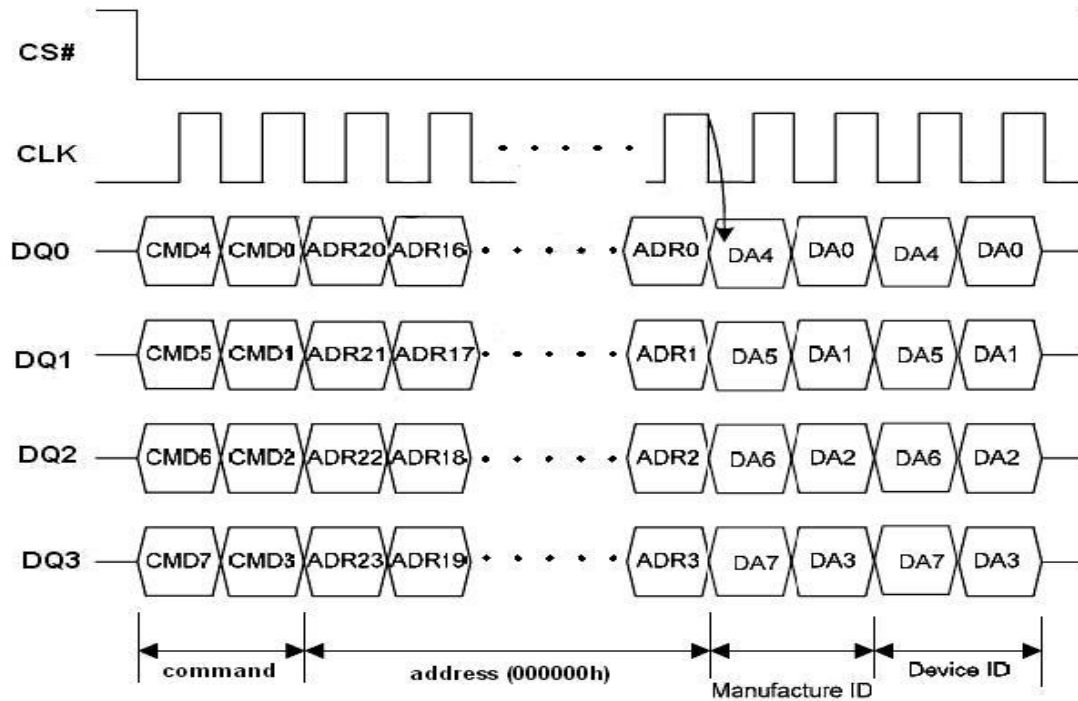 CS#
CLK
DQ0 CMD4 CMD0 ADR20 ADR16 ADR0 DA4 DA0 DA4 DA0
DQ1 CMD5 CMD1 ADR21 ADR17 ADR1 DA5 DA1 DA5 DA1
DQ2 CMD6 CMD2 ADR22 ADR18 ADR2 DA6 DA2 DA6 DA2
DQ3 CMD7 CMD3 ADR23 ADR19 ADR3 DA7 DA3 DA7 DA3
command address (000000h) Manufacture ID Device ID